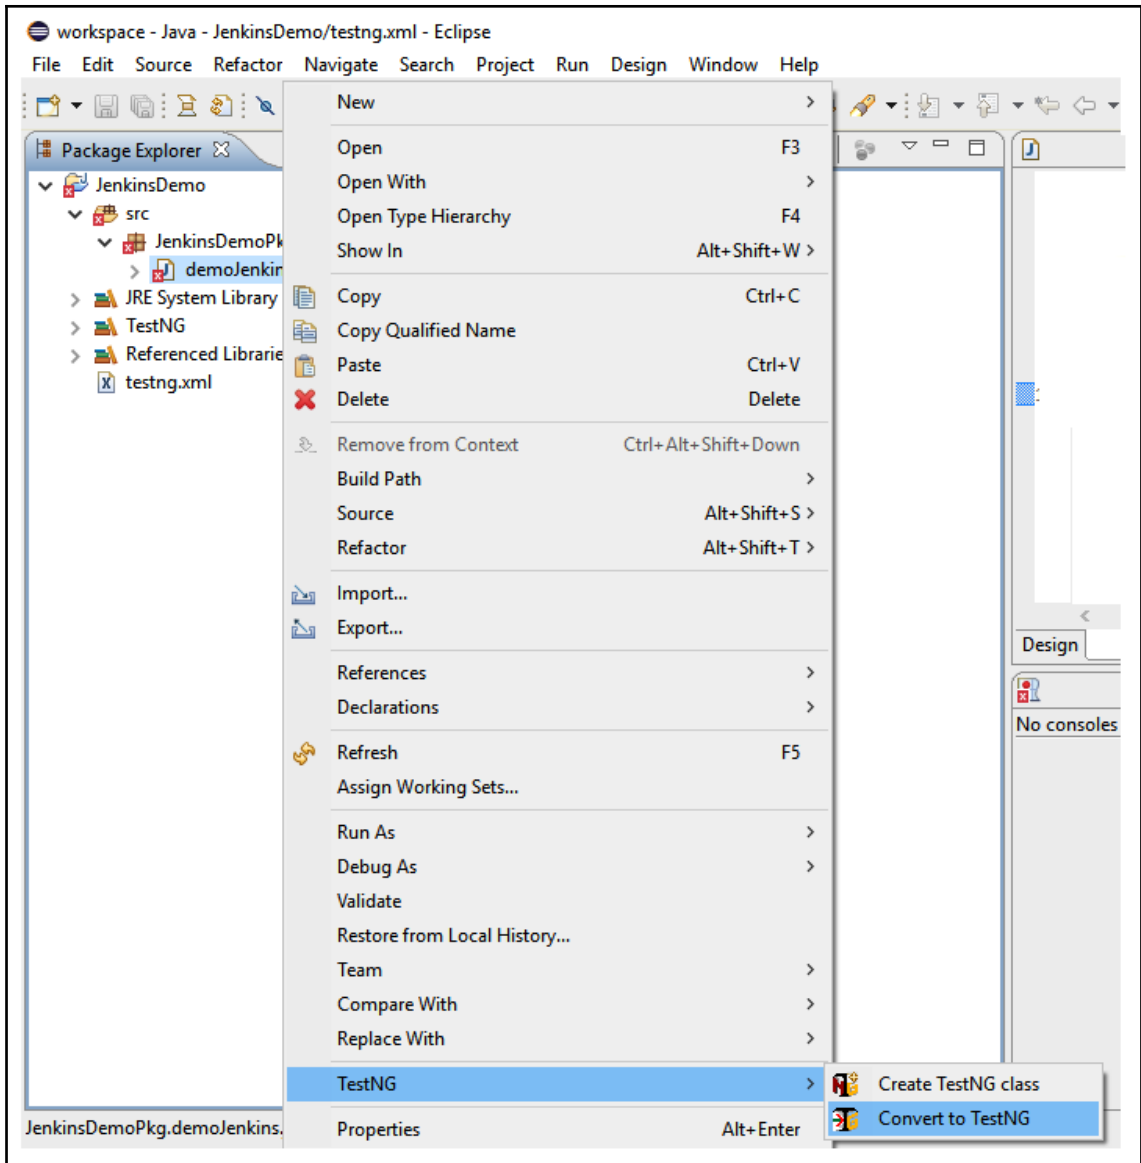 workspace - Java - JenkinsDemo/testng.xml - Eclipse
File Edit Source Refactor Navigate Search Project Run Design Window Help
Package Explorer
JenkinsDemo
src
JenkinsDemoPk
demoJenkin
JRE System Library
TestNG
Referenced Librarie
testng.xml
New
Open F3
Open With
Open Type Hierarchy F4
Show In Alt+Shift+W
Copy Ctrl+C
Copy Qualified Name
Paste Ctrl+V
Delete Delete
Remove from Context Ctrl+Alt+Shift+Down
Build Path
Source Alt+Shift+S
Refactor Alt+Shift+T
Import...
Export...
References
Declarations
Refresh F5
Assign Working Sets...
Run As
Debug As
Validate
Restore from Local History...
Team
Compare With
Replace With
TestNG
Properties Alt+Enter
Create TestNG class
Convert to TestNG
Design
No consoles
JenkinsDemoPkg.demoJenkins.